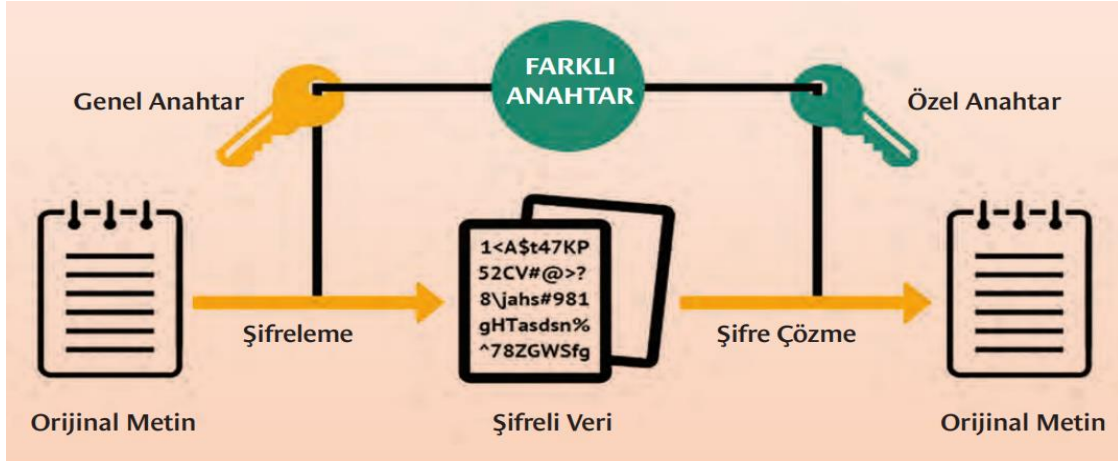 FARKLI
ANAHTAR
Genel Anahtar
Özel Anahtar
1<A$t47KP
52CV#@>?
8\jahs#981
gHTasdsn%
^78ZGWSfg
Şifreleme
Şifre Çözme
Orijinal Metin
Şifreli Veri
Orijinal Metin